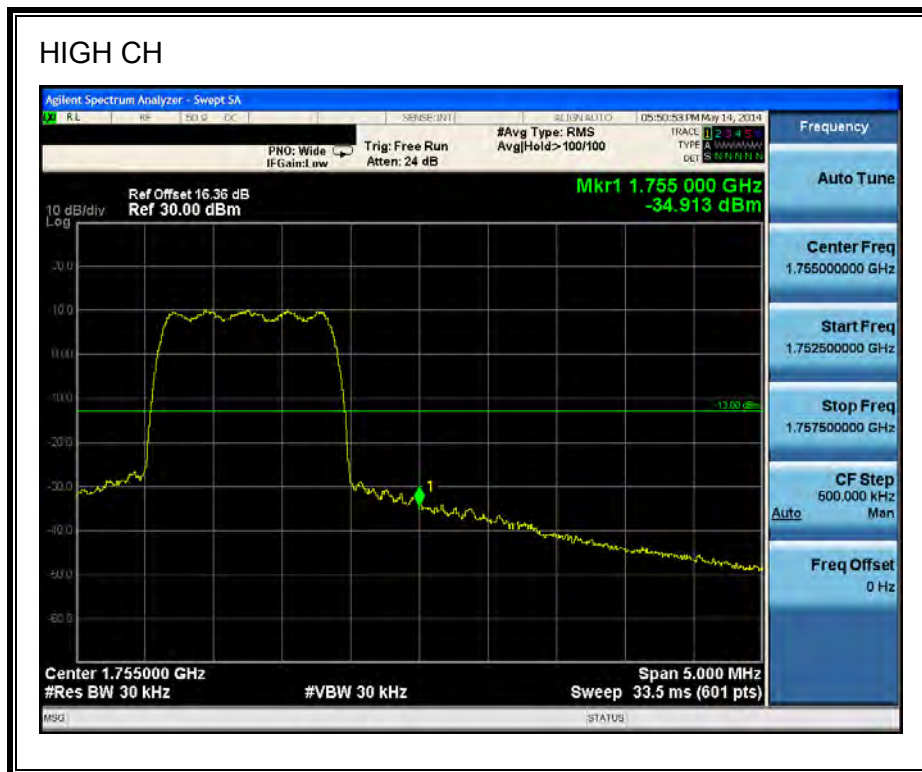 HIGH CH
Agilent Spectrum Analyzer - Swept SA
RL RF 50 Ω DC SENSE:INT ALIGN AUTO 05:50:53 PM May 14, 2014
PNO: Wide
IFGain:Low
Trig: Free Run
Atten: 24 dB
#Avg Type: RMS
Avg|Hold:>100/100
TRACE 1 2 3 4 5 6
TYPE A WWWWW
DET S N N N N N
Frequency
Ref Offset 16.36 dB
10 dB/div Ref 30.00 dBm
Log
Mkr1 1.755 000 GHz
-34.913 dBm
20.0
10.0
0.00
-10.0
-13.00 dBm
-20.0
-30.0
1
-40.0
-50.0
-60.0
Center 1.755000 GHz Span 5.000 MHz
#Res BW 30 kHz #VBW 30 kHz Sweep 33.5 ms (601 pts)
MSG STATUS
Auto Tune
Center Freq
1.755000000 GHz
Start Freq
1.752500000 GHz
Stop Freq
1.757500000 GHz
CF Step
500.000 kHz
Auto Man
Freq Offset
0 Hz